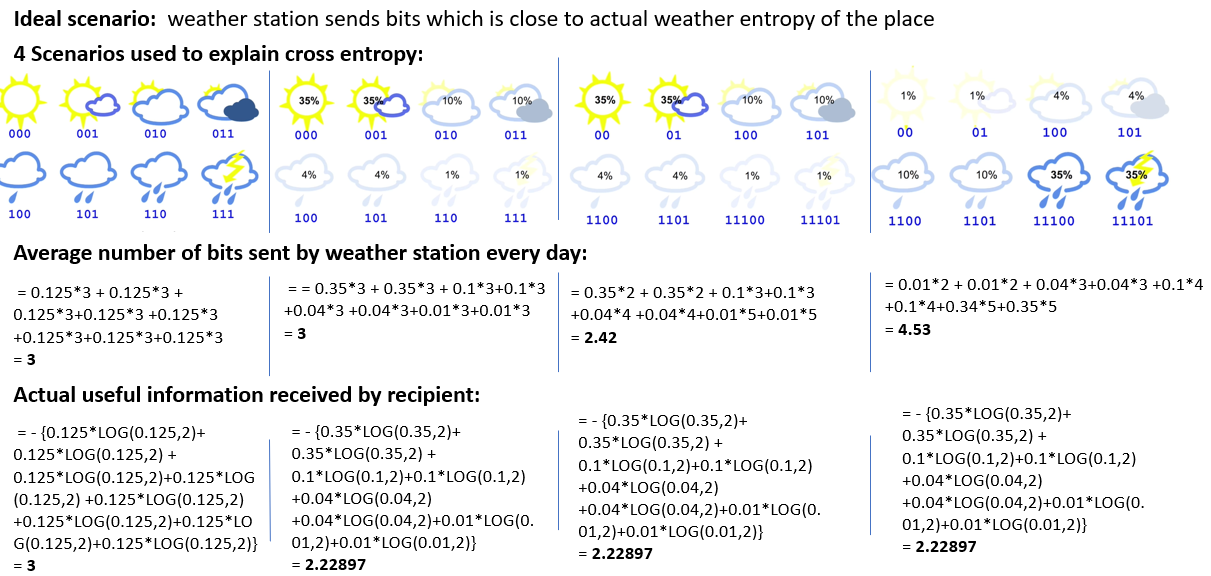 Ideal scenario: weather station sends bits which is close to actual weather entropy of the place
4 Scenarios used to explain cross entropy:
000 001 010 011
100 101 110 111
35% 35% 10% 10%
000 001 010 011
4% 4% 1% 1%
100 101 110 111
35% 35% 10% 10%
00 01 100 101
4% 4% 1% 1%
1100 1101 11100 11101
1% 1% 4% 4%
00 01 100 101
10% 10% 35% 35%
1100 1101 11100 11101
Average number of bits sent by weather station every day:
= 0.125*3 + 0.125*3 +
0.125*3+0.125*3 +0.125*3
+0.125*3+0.125*3+0.125*3
= 3
= = 0.35*3 + 0.35*3 + 0.1*3+0.1*3
+0.04*3 +0.04*3+0.01*3+0.01*3
= 3
= 0.35*2 + 0.35*2 + 0.1*3+0.1*3
+0.04*4 +0.04*4+0.01*5+0.01*5
= 2.42
= 0.01*2 + 0.01*2 + 0.04*3+0.04*3 +0.1*4
+0.1*4+0.34*5+0.35*5
= 4.53
Actual useful information received by recipient:
= - {0.125*LOG(0.125,2)+
0.125*LOG(0.125,2) +
0.125*LOG(0.125,2)+0.125*LOG
(0.125,2) +0.125*LOG(0.125,2)
+0.125*LOG(0.125,2)+0.125*LO
G(0.125,2)+0.125*LOG(0.125,2)}
= 3
= - {0.35*LOG(0.35,2)+
0.35*LOG(0.35,2) +
0.1*LOG(0.1,2)+0.1*LOG(0.1,2)
+0.04*LOG(0.04,2)
+0.04*LOG(0.04,2)+0.01*LOG(0.
01,2)+0.01*LOG(0.01,2)}
= 2.22897
= - {0.35*LOG(0.35,2)+
0.35*LOG(0.35,2) +
0.1*LOG(0.1,2)+0.1*LOG(0.1,2)
+0.04*LOG(0.04,2)
+0.04*LOG(0.04,2)+0.01*LOG(0.
01,2)+0.01*LOG(0.01,2)}
= 2.22897
= - {0.35*LOG(0.35,2)+
0.35*LOG(0.35,2) +
0.1*LOG(0.1,2)+0.1*LOG(0.1,2)
+0.04*LOG(0.04,2)
+0.04*LOG(0.04,2)+0.01*LOG(0.
01,2)+0.01*LOG(0.01,2)}
= 2.22897